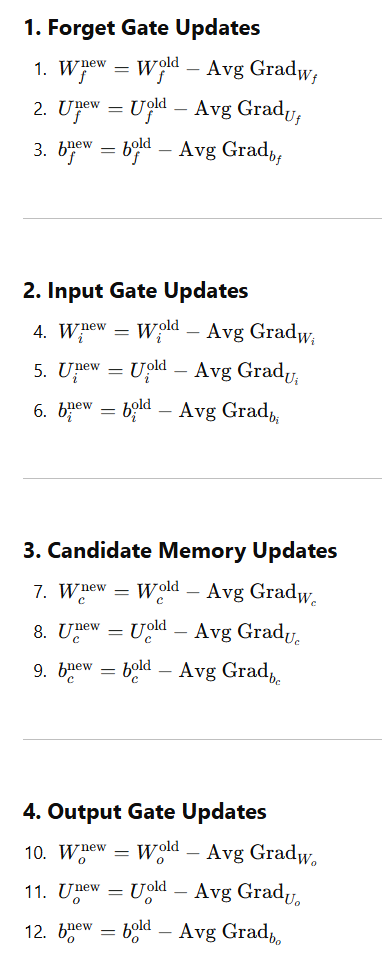 1. Forget Gate Updates
1. W_f^new = W_f^old − Avg Grad_{W_f}
2. U_f^new = U_f^old − Avg Grad_{U_f}
3. b_f^new = b_f^old − Avg Grad_{b_f}
2. Input Gate Updates
4. W_i^new = W_i^old − Avg Grad_{W_i}
5. U_i^new = U_i^old − Avg Grad_{U_i}
6. b_i^new = b_i^old − Avg Grad_{b_i}
3. Candidate Memory Updates
7. W_c^new = W_c^old − Avg Grad_{W_c}
8. U_c^new = U_c^old − Avg Grad_{U_c}
9. b_c^new = b_c^old − Avg Grad_{b_c}
4. Output Gate Updates
10. W_o^new = W_o^old − Avg Grad_{W_o}
11. U_o^new = U_o^old − Avg Grad_{U_o}
12. b_o^new = b_o^old − Avg Grad_{b_o}